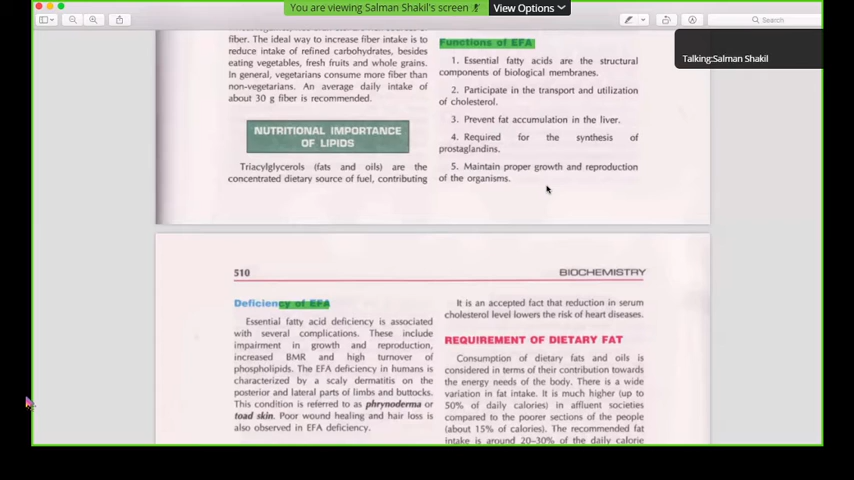 You are viewing Salman Shakil's screen
View Options
Search
Talking:Salman Shakil
fiber. The ideal way to increase fiber intake is to
reduce intake of refined carbohydrates, besides
eating vegetables, fresh fruits and whole grains.
In general, vegetarians consume more fiber than
non-vegetarians. An average daily intake of
about 30 g fiber is recommended.
NUTRITIONAL IMPORTANCE
OF LIPIDS
Triacylglycerols (fats and oils) are the
concentrated dietary source of fuel, contributing
Functions of EFA
1. Essential fatty acids are the structural
components of biological membranes.
2. Participate in the transport and utilization
of cholesterol.
3. Prevent fat accumulation in the liver.
4. Required for the synthesis of
prostaglandins.
5. Maintain proper growth and reproduction
of the organisms.
510
BIOCHEMISTRY
Deficiency of EFA
Essential fatty acid deficiency is associated
with several complications. These include
impairment in growth and reproduction,
increased BMR and high turnover of
phospholipids. The EFA deficiency in humans is
characterized by a scaly dermatitis on the
posterior and lateral parts of limbs and buttocks.
This condition is referred to as phrynoderma or
toad skin. Poor wound healing and hair loss is
also observed in EFA deficiency.
It is an accepted fact that reduction in serum
cholesterol level lowers the risk of heart diseases.
REQUIREMENT OF DIETARY FAT
Consumption of dietary fats and oils is
considered in terms of their contribution towards
the energy needs of the body. There is a wide
variation in fat intake. It is much higher (up to
50% of daily calories) in affluent societies
compared to the poorer sections of the people
(about 15% of calories). The recommended fat
intake is around 20–30% of the daily calorie